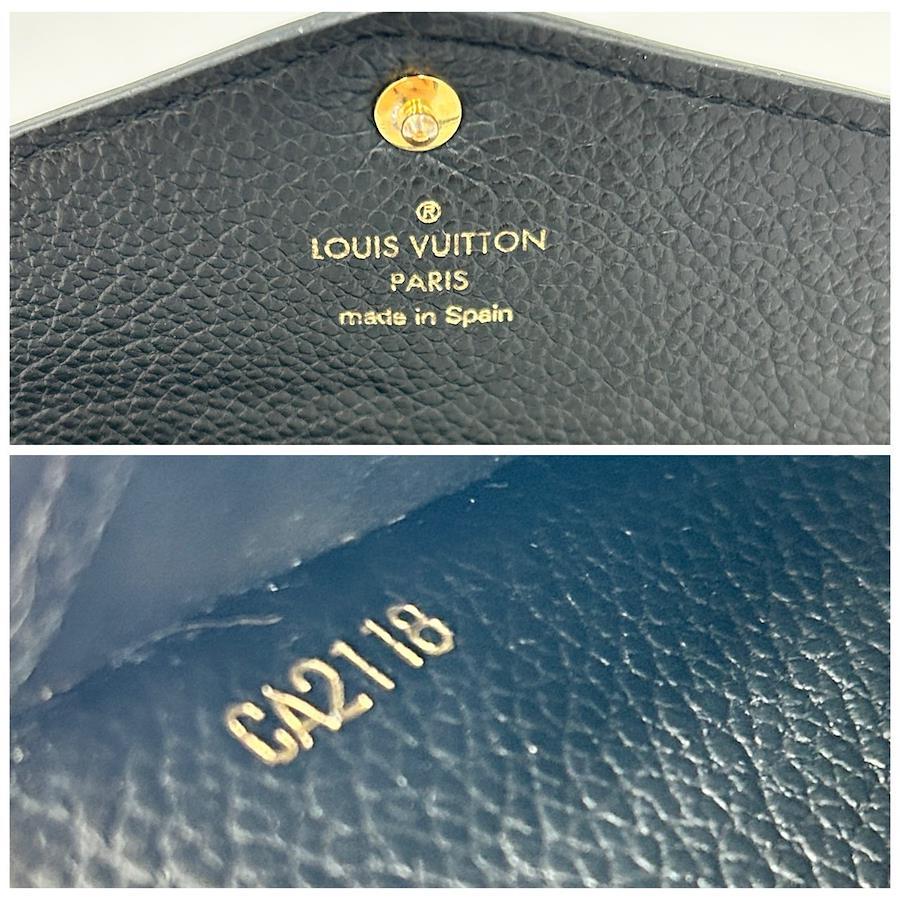 ®
LOUIS VUITTON
PARIS
made in Spain
CA2118